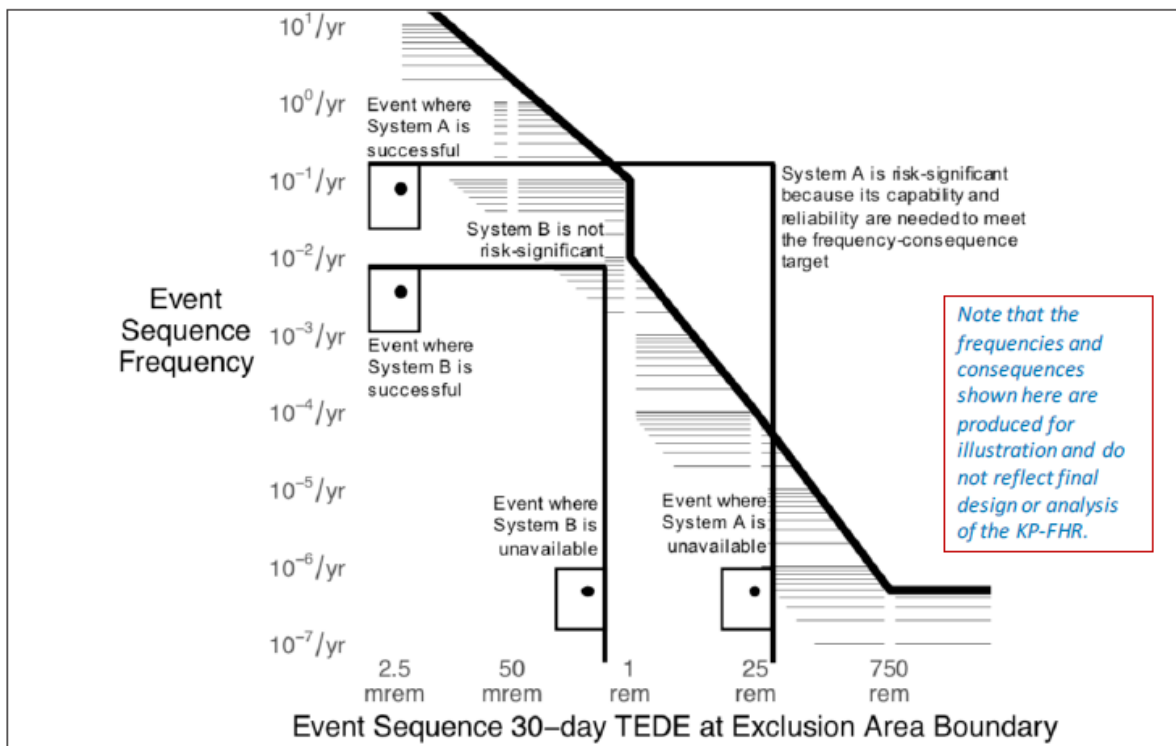 10¹/yr
10⁰/yr
Event where
System A is
successful
10⁻¹/yr
System A is risk-significant
because its capability and
reliability are needed to meet
the frequency-consequence
target
System B is not
risk-significant
10⁻²/yr
Event
Sequence
Frequency
10⁻³/yr
Event where
System B is
successful
Note that the
frequencies and
consequences
shown here are
produced for
illustration and do
not reflect final
design or analysis
of the KP-FHR.
10⁻⁴/yr
10⁻⁵/yr
Event where
System B is
unavailable
Event where
System A is
unavailable
10⁻⁶/yr
10⁻⁷/yr
2.5
mrem
50
mrem
1
rem
25
rem
750
rem
Event Sequence 30–day TEDE at Exclusion Area Boundary